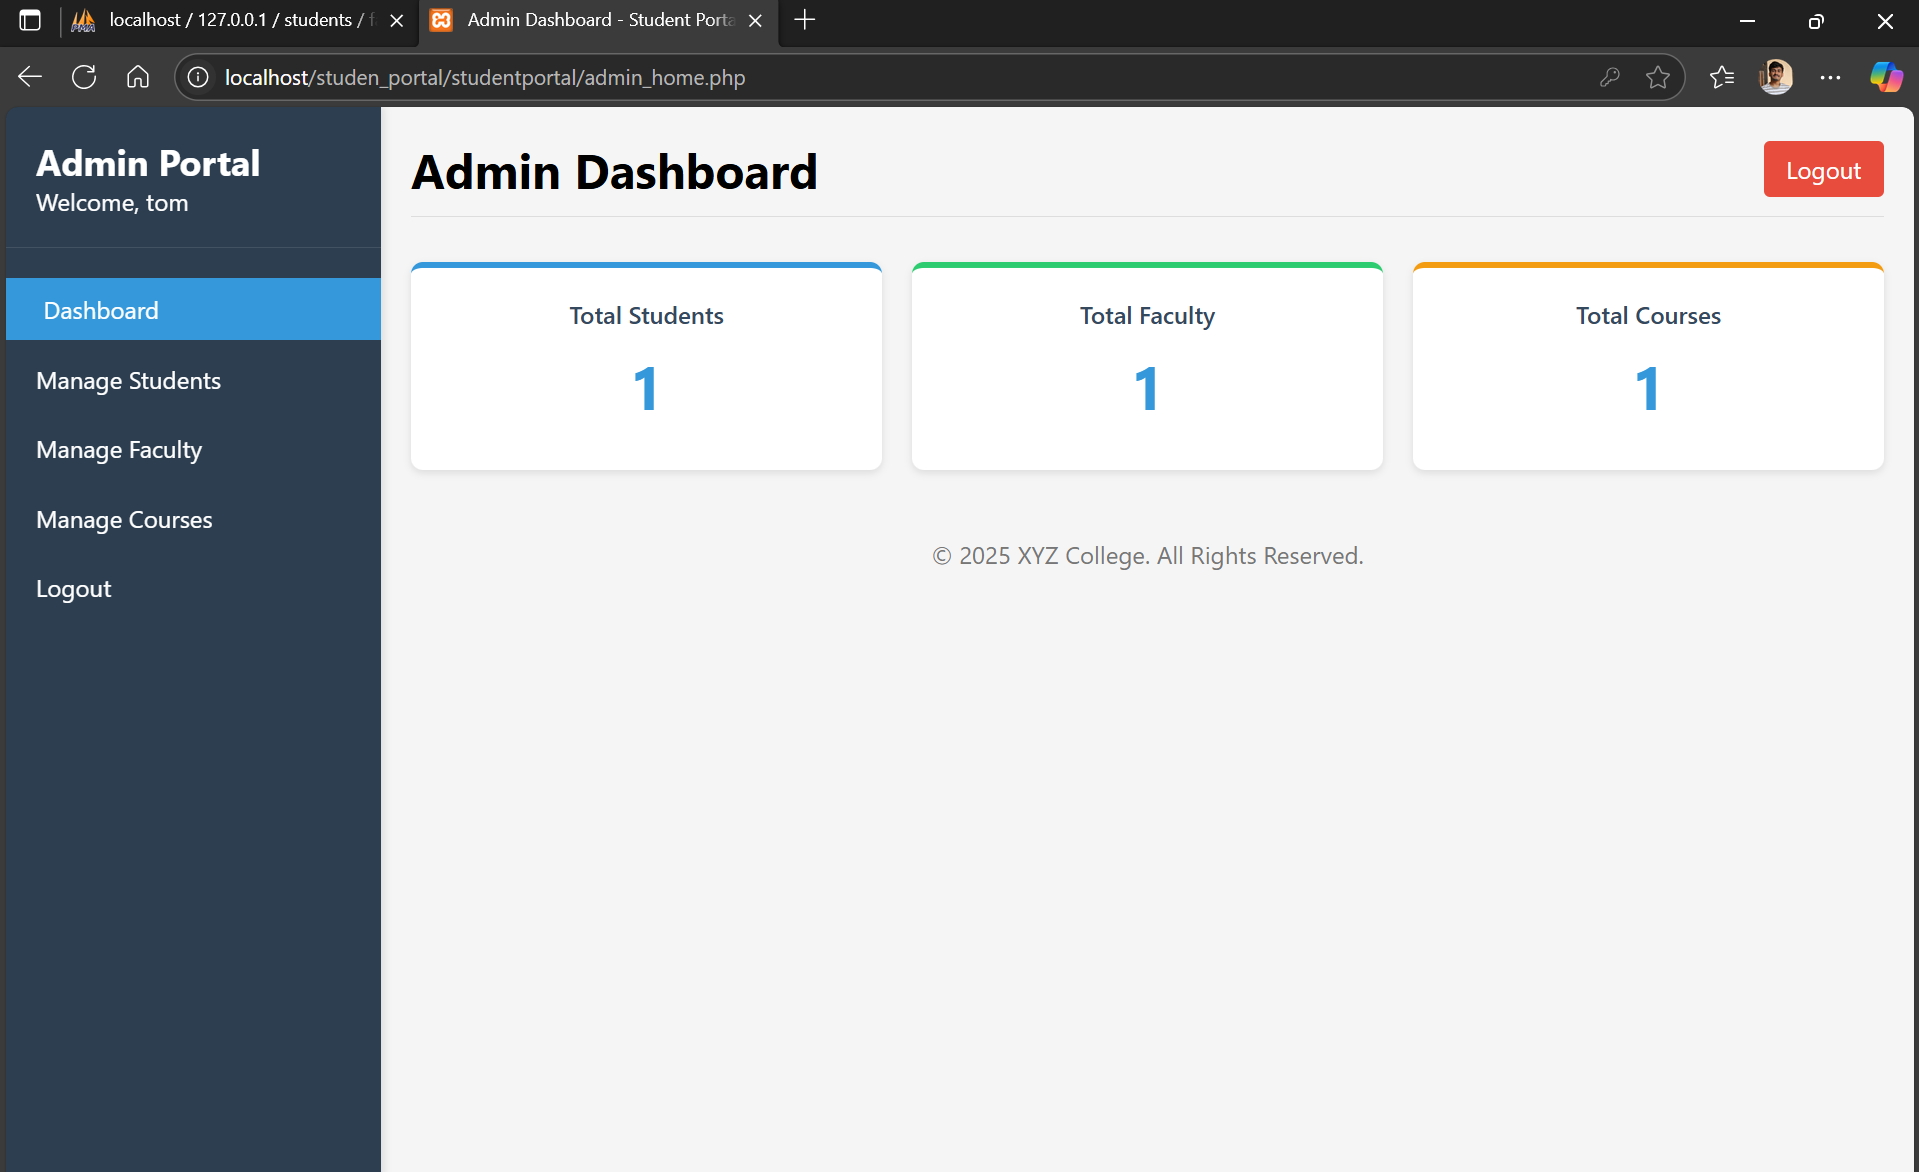 localhost / 127.0.0.1 / students /
Admin Dashboard - Student Porta
localhost/studen_portal/studentportal/admin_home.php
Admin Portal
Welcome, tom
Dashboard
Manage Students
Manage Faculty
Manage Courses
Logout
Admin Dashboard
Logout
Total Students
1
Total Faculty
1
Total Courses
1
© 2025 XYZ College. All Rights Reserved.